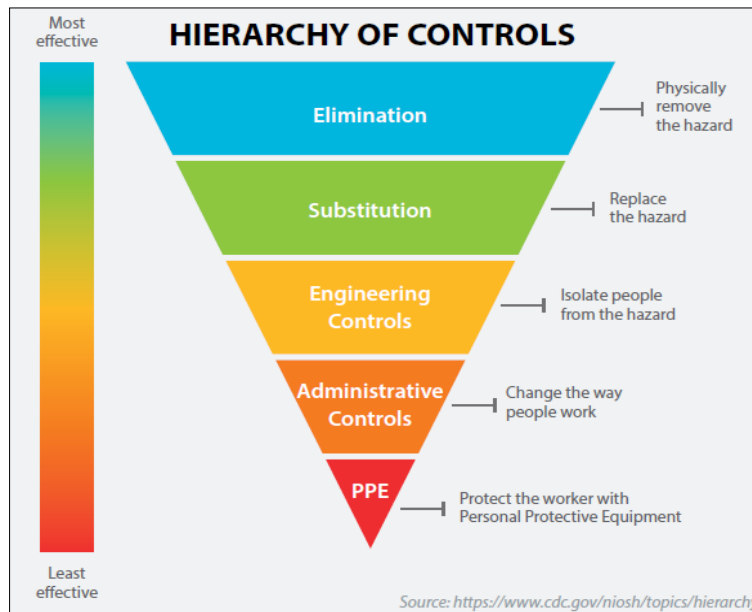 Most
effective
HIERARCHY OF CONTROLS
Elimination
Physically
remove
the hazard
Substitution
Replace
the hazard
Engineering
Controls
Isolate people
from the hazard
Administrative
Controls
Change the way
people work
PPE
Protect the worker with
Personal Protective Equipment
Least
effective
Source: https://www.cdc.gov/niosh/topics/hierarchy